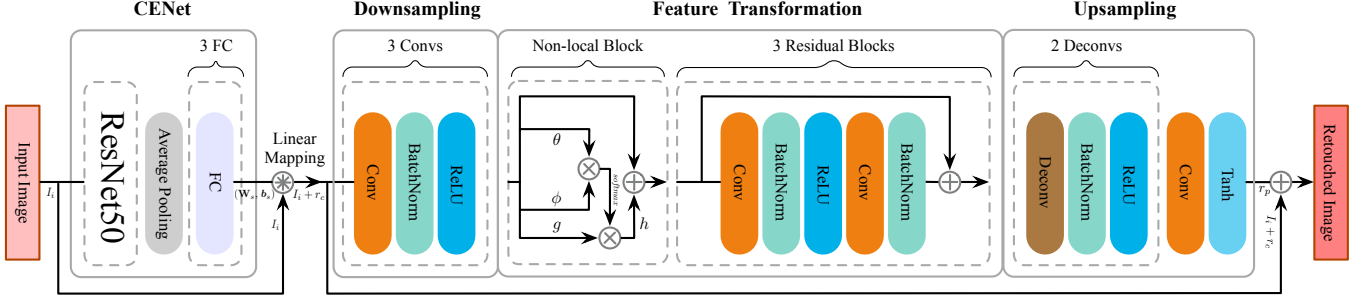 CENet
Downsampling
Feature Transformation
Upsampling
3 FC
3 Convs
Non-local Block
3 Residual Blocks
2 Deconvs
Input Image
I_i
ResNet50
Average Pooling
FC
(W_s, b_s)
Linear
Mapping
I_i + r_c
I_i
Conv
BatchNorm
ReLU
θ
ϕ
g
softmax
h
Conv
BatchNorm
ReLU
Conv
BatchNorm
Deconv
BatchNorm
ReLU
Conv
Tanh
r_p
I_i + r_c
Retouched Image